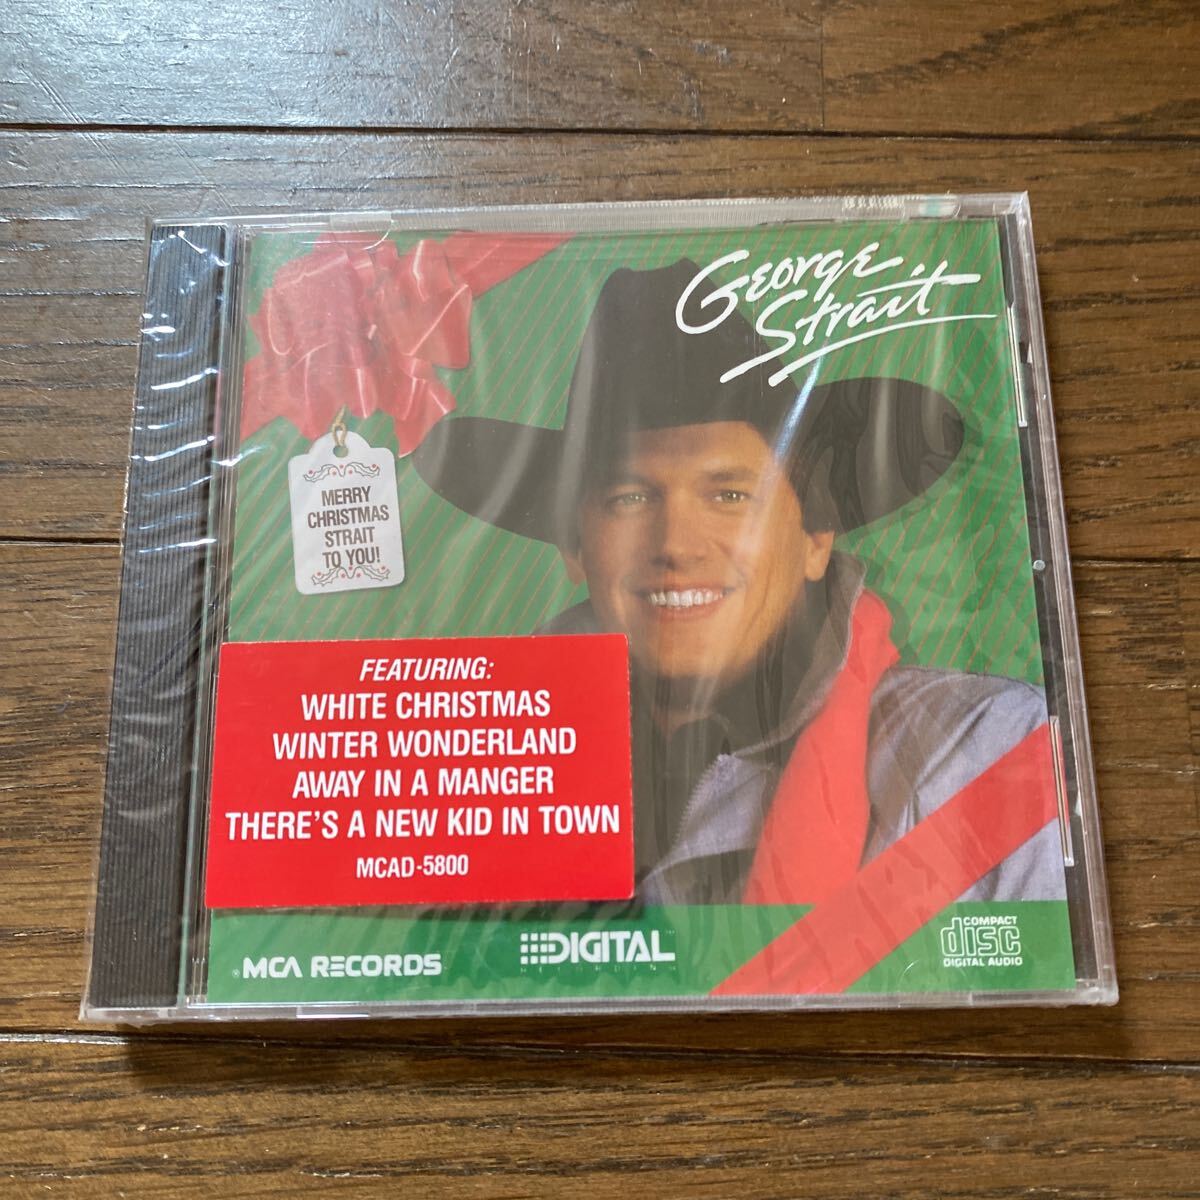 George
Strait
MERRY
CHRISTMAS
STRAIT
TO YOU!
FEATURING:
WHITE CHRISTMAS
WINTER WONDERLAND
AWAY IN A MANGER
THERE'S A NEW KID IN TOWN
MCAD-5800
MCA RECORDS
DIGITAL
RECORDING
COMPACT
disc
DIGITAL AUDIO